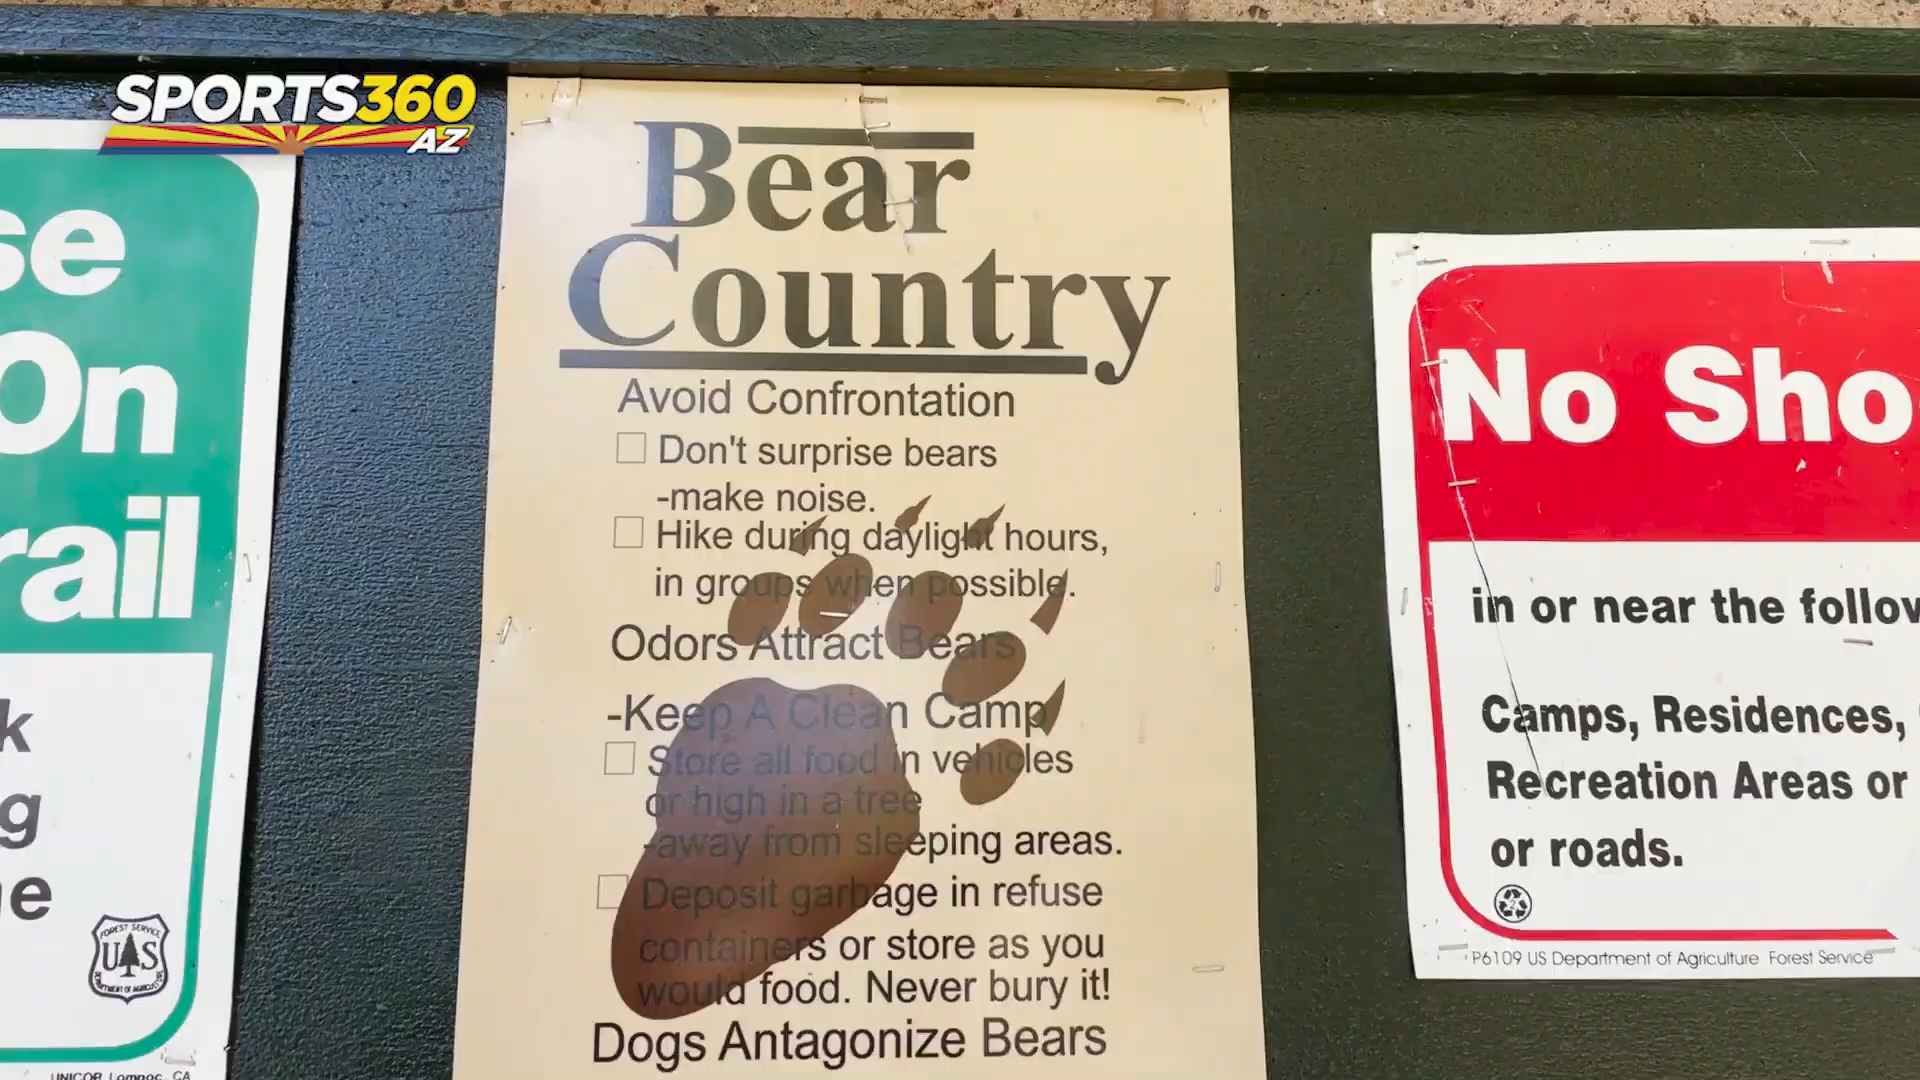 SPORTS360
AZ
se
On
rail
k
g
e
FOREST SERVICE
U S
DEPARTMENT OF AGRICULTURE
UNICOR Lompoc, CA
Bear
Country
Avoid Confrontation
Don't surprise bears
-make noise.
Hike during daylight hours,
in groups when possible.
Odors Attract Bears
-Keep A Clean Camp
Store all food in vehicles
or high in a tree
-away from sleeping areas.
Deposit garbage in refuse
containers or store as you
would food. Never bury it!
Dogs Antagonize Bears
No Sho
in or near the follow
Camps, Residences,
Recreation Areas or
or roads.
P6109 US Department of Agriculture Forest Service